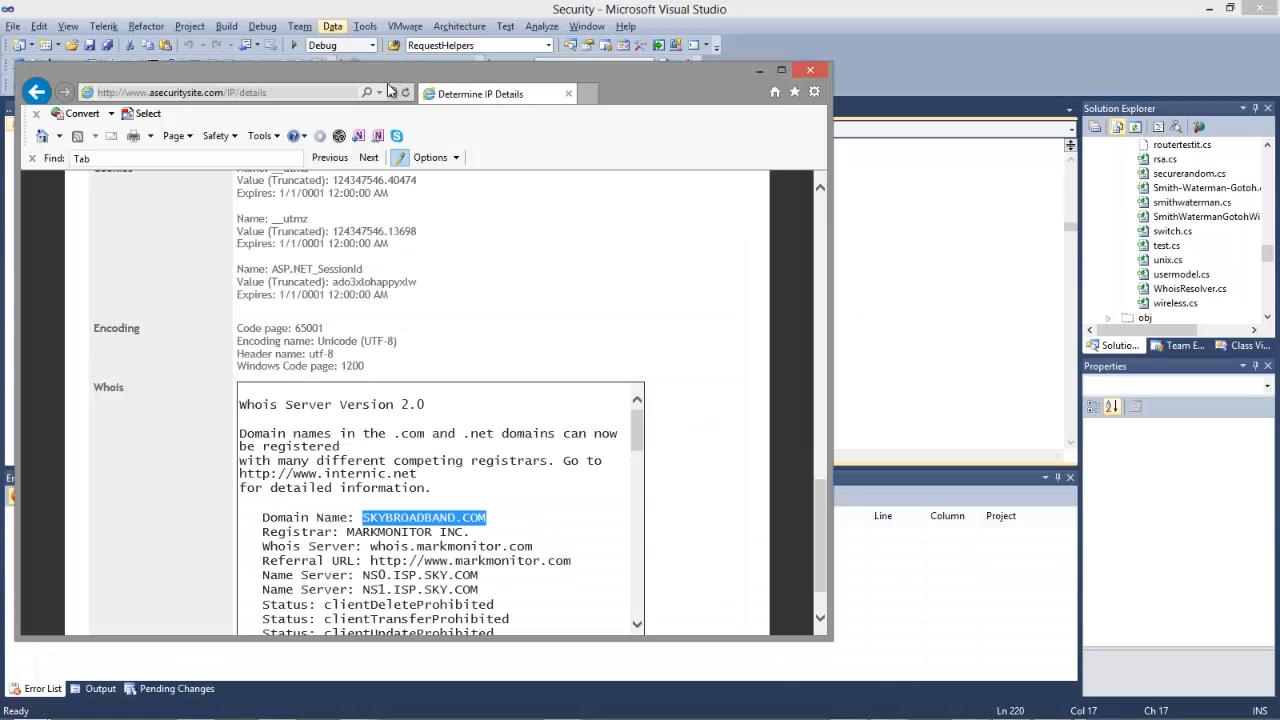 Security - Microsoft Visual Studio
File Edit View Telerik Refactor Project Build Debug Team Data Tools VMware Architecture Test Analyze Window Help
Debug RequestHelpers
http://www.asecuritysite.com/IP/details
Determine IP Details
Convert Select
Page Safety Tools
Find: Tab Previous Next Options
Value (Truncated): 124347546.40474
Expires: 1/1/0001 12:00:00 AM
Name: __utmz
Value (Truncated): 124347546.13698
Expires: 1/1/0001 12:00:00 AM
Name: ASP.NET_SessionId
Value (Truncated): ado3xlohappyxlw
Expires: 1/1/0001 12:00:00 AM
Encoding
Code page: 65001
Encoding name: Unicode (UTF-8)
Header name: utf-8
Windows Code page: 1200
Whois
Whois Server Version 2.0
Domain names in the .com and .net domains can now
be registered
with many different competing registrars. Go to
http://www.internic.net
for detailed information.
Domain Name: SKYBROADBAND.COM
Registrar: MARKMONITOR INC.
Whois Server: whois.markmonitor.com
Referral URL: http://www.markmonitor.com
Name Server: NS0.ISP.SKY.COM
Name Server: NS1.ISP.SKY.COM
Status: clientDeleteProhibited
Status: clientTransferProhibited
Status: clientUpdateProhibited
Solution Explorer
routertestit.cs
rsa.cs
securerandom.cs
Smith-Waterman-Gotoh.c
smithwaterman.cs
SmithWatermanGotohWi
switch.cs
test.cs
unix.cs
usermodel.cs
WhoisResolver.cs
wireless.cs
obj
Solutio... Team E... Class Vi...
Properties
Line Column Project
Error List Output Pending Changes
Ready Ln 220 Col 17 Ch 17 INS